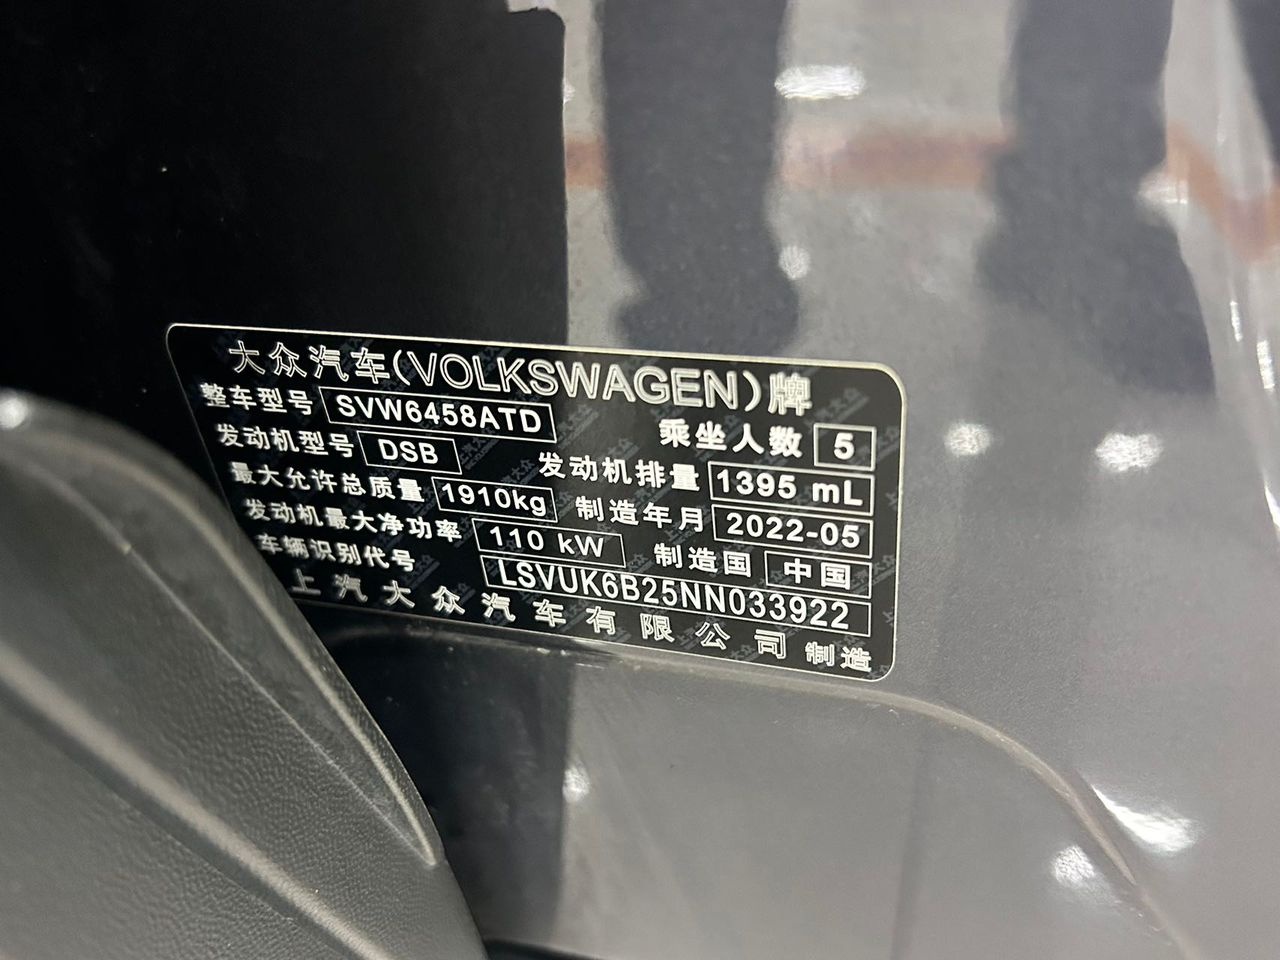 大众汽车(VOLKSWAGEN)牌
整车型号 SVW6458ATD 乘坐人数 5
发动机型号 DSB 发动机排量 1395 mL
最大允许总质量 1910kg 制造年月 2022-05
发动机最大净功率 110 kW 制造国 中国
车辆识别代号 LSVUK6B25NN033922
上汽大众汽车有限公司 制造